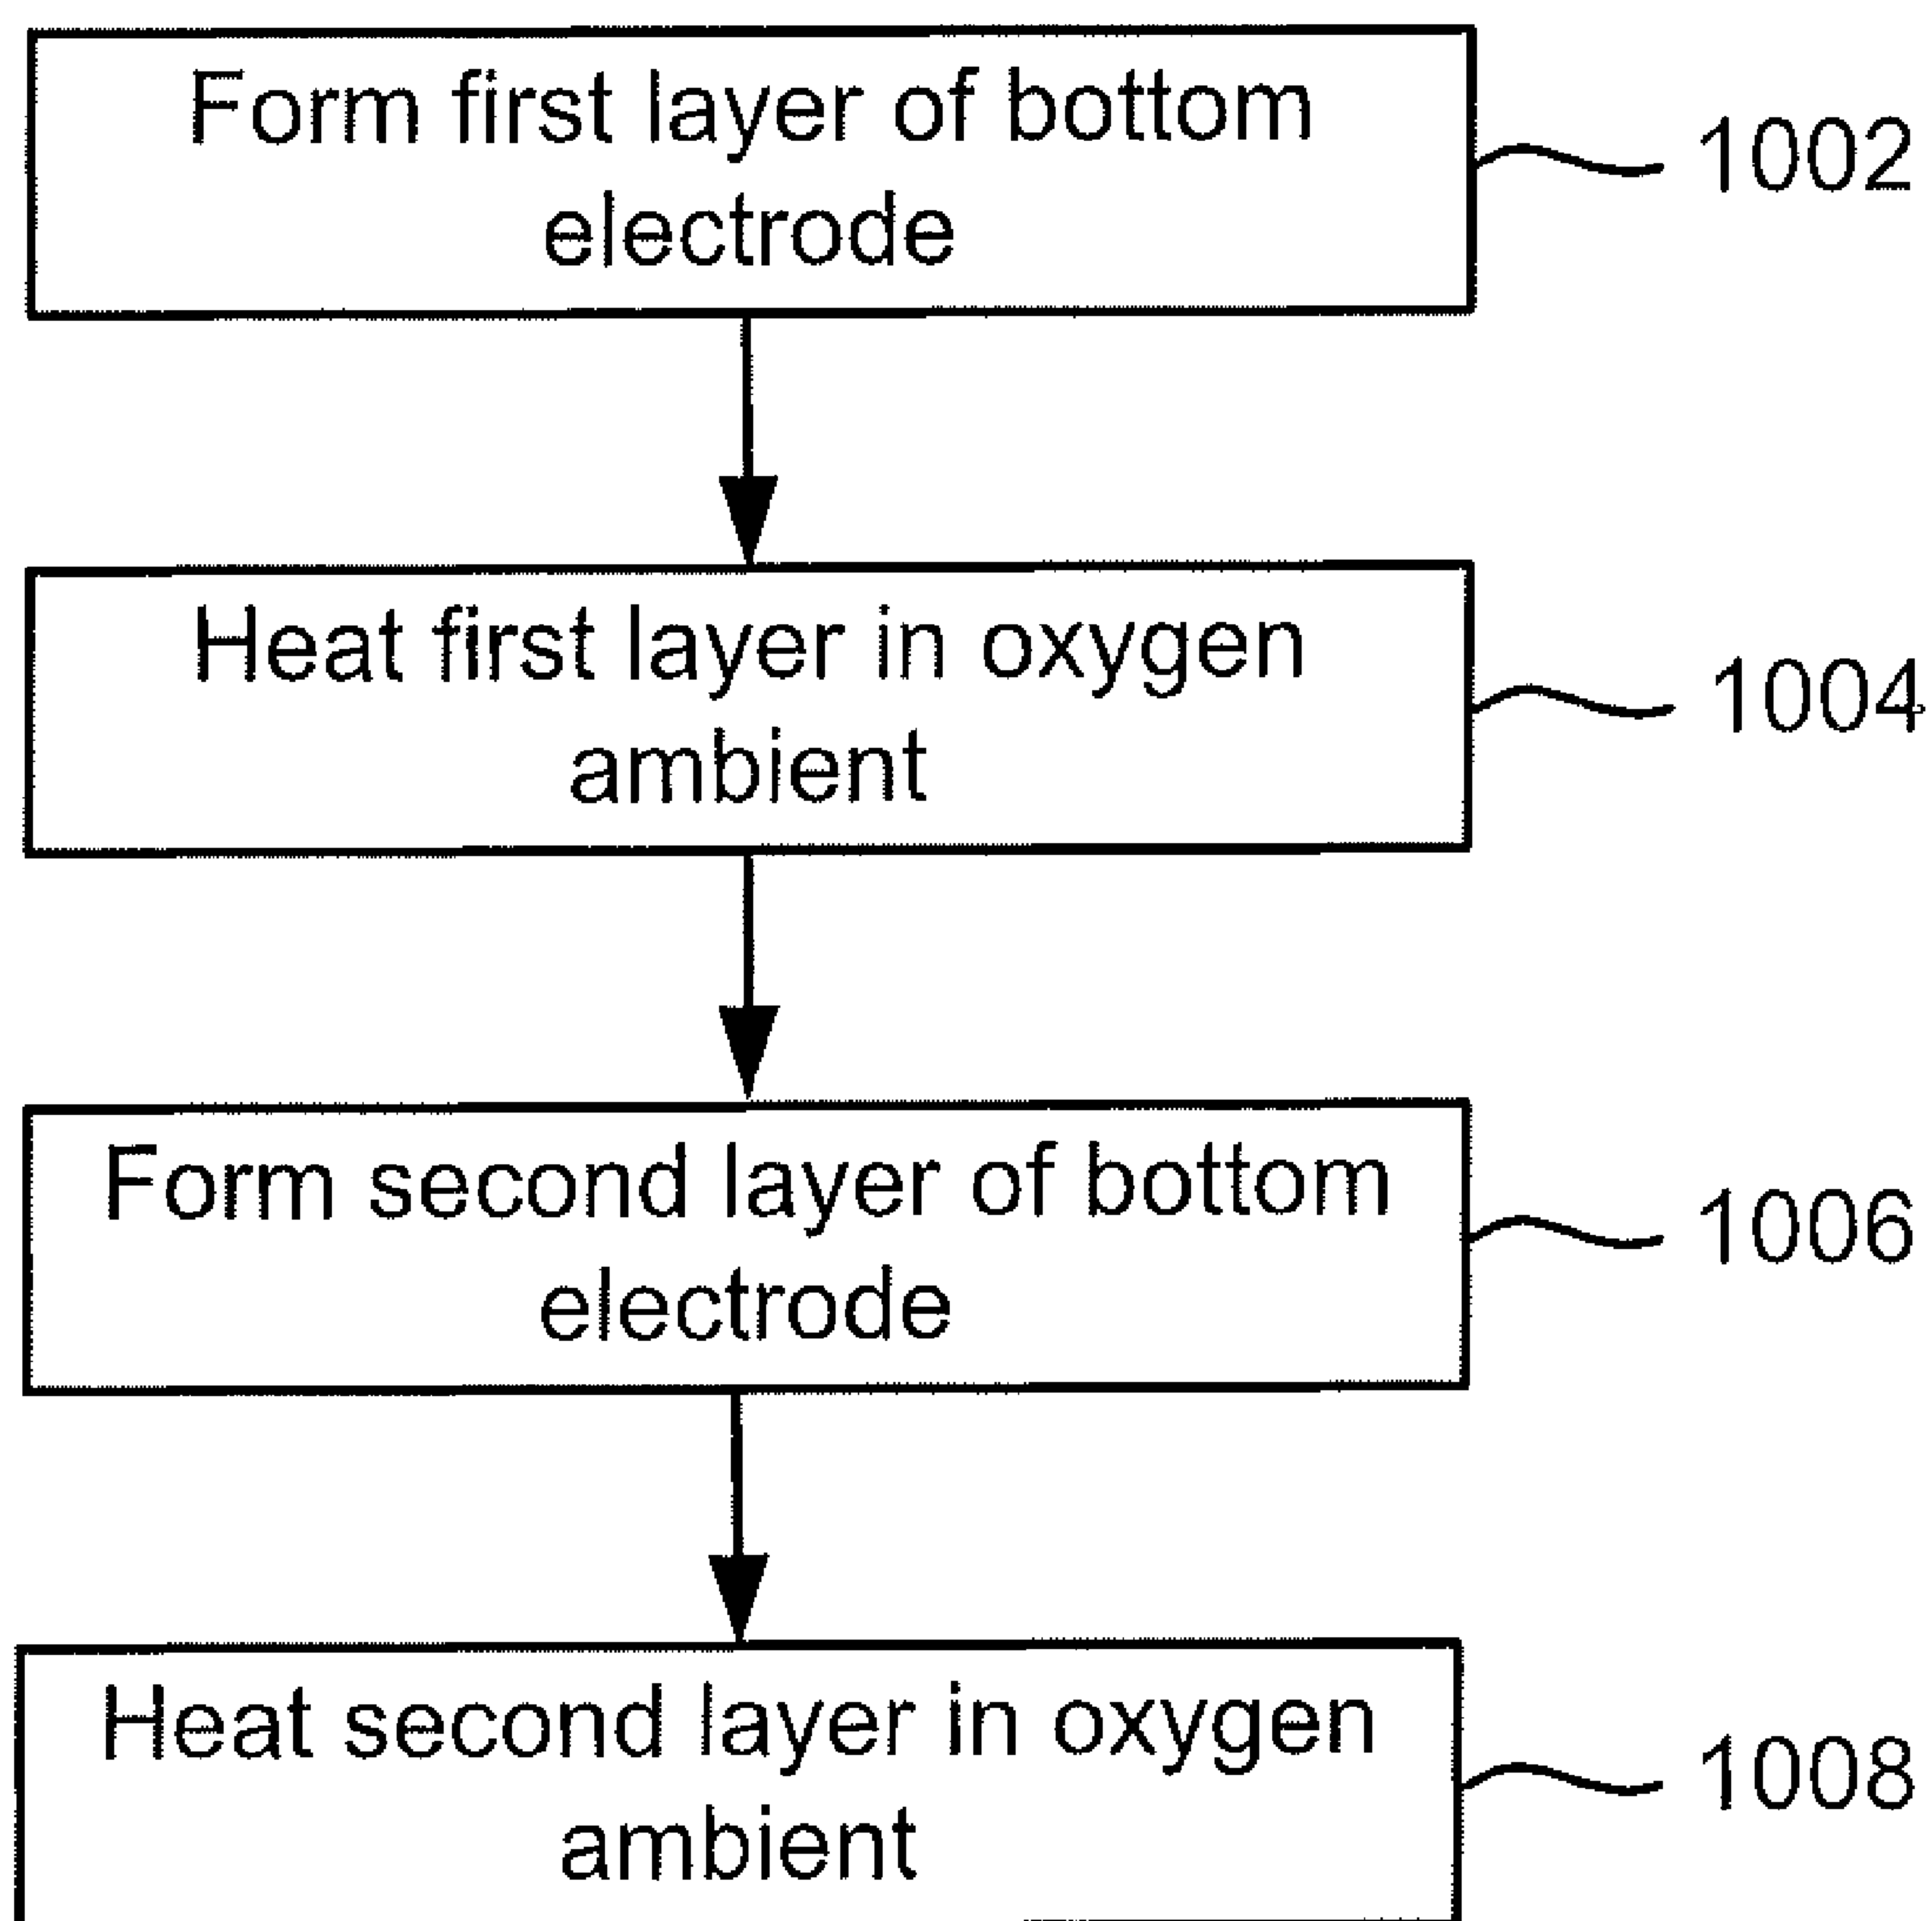 Form first layer of bottom
electrode
1002
Heat first layer in oxygen
ambient
1004
Form second layer of bottom
electrode
1006
Heat second layer in oxygen
ambient
1008